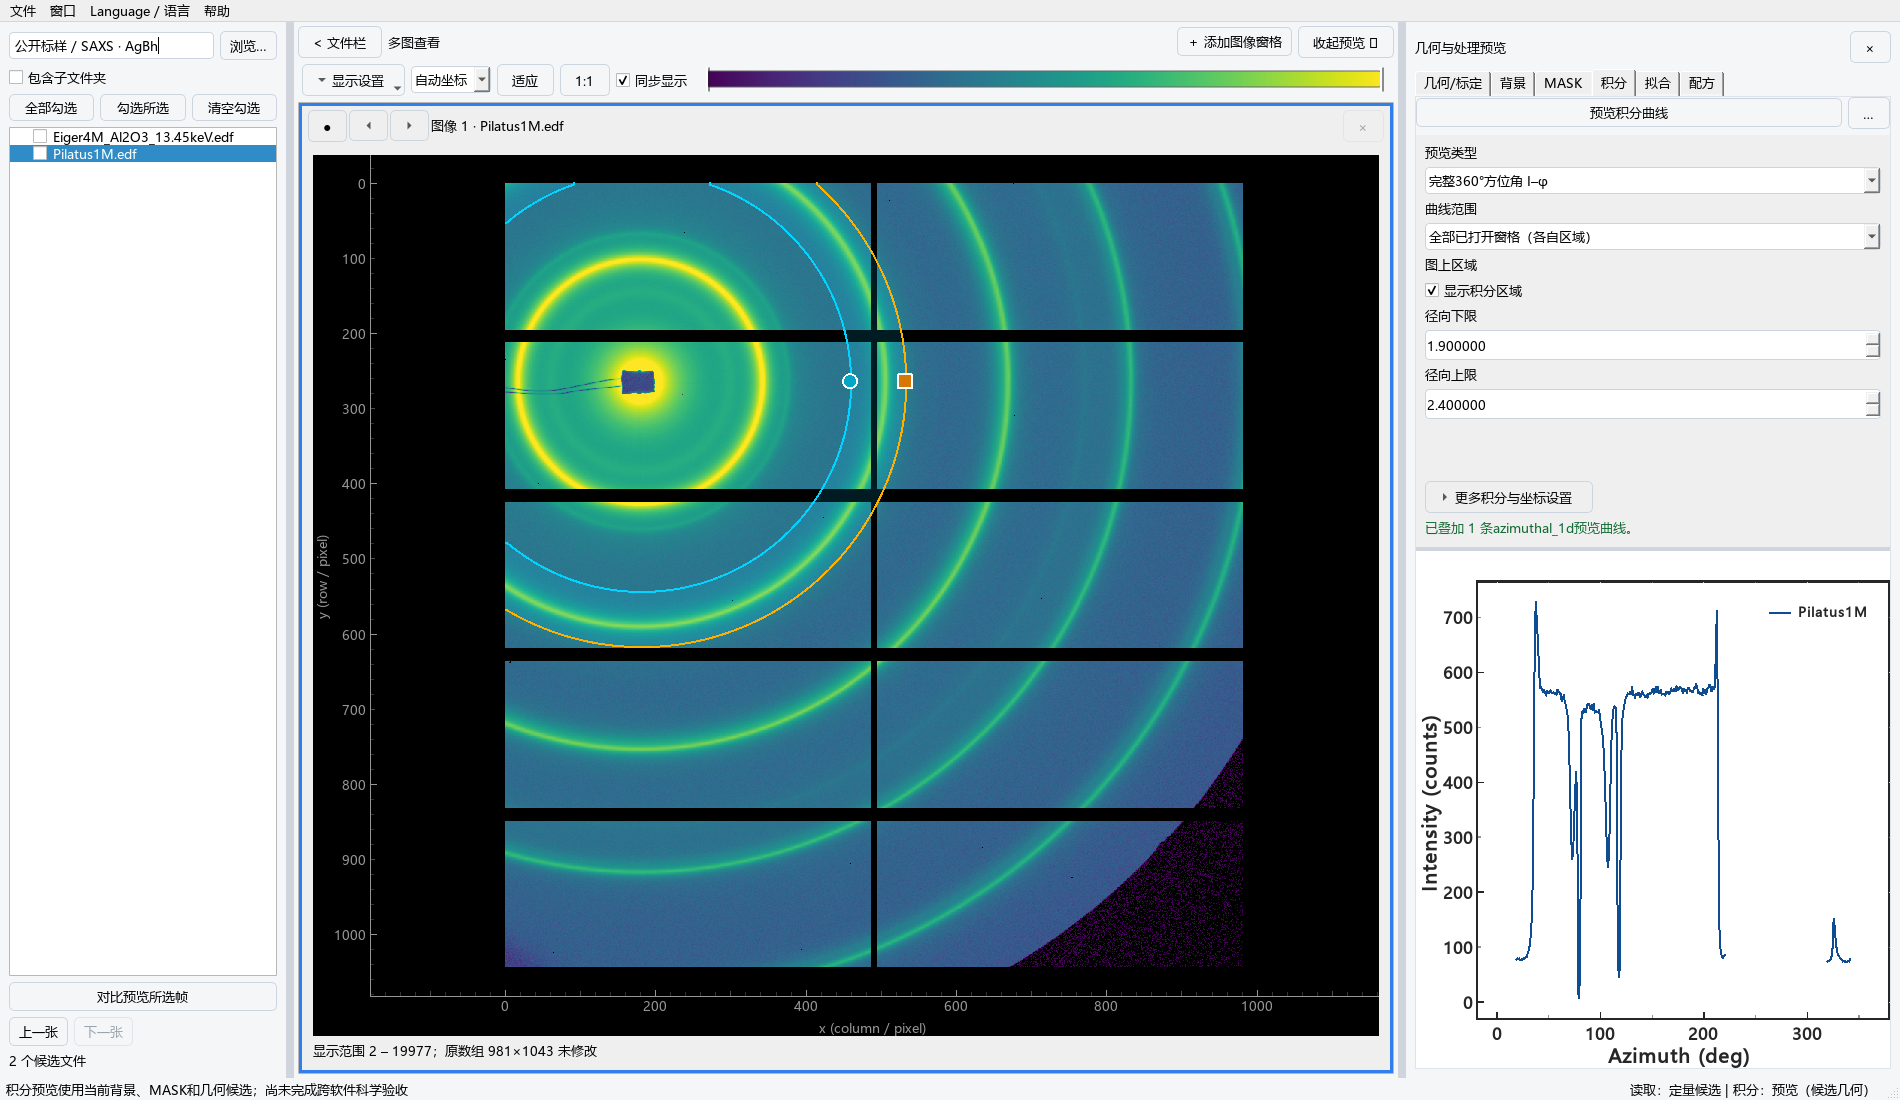 文件 窗口 Language / 语言 帮助
公开标样 / SAXS · AgBh 浏览...
包含子文件夹
全部勾选 勾选所选 清空勾选
Eiger4M_Al2O3_13.45keV.edf
Pilatus1M.edf
对比预览所选帧
上一张 下一张
2 个候选文件
< 文件栏 多图查看 + 添加图像窗格 收起预览
显示设置 自动坐标 适应 1:1 同步显示
图像 1 · Pilatus1M.edf ×
0
100
200
300
400
500
600
700
800
900
1000
y (row / pixel)
0 200 400 600 800 1000
x (column / pixel)
显示范围 2 – 19977；原数组 981×1043 未修改
几何与处理预览 ×
几何/标定 背景 MASK 积分 拟合 配方
预览积分曲线 ...
预览类型
完整360°方位角 I–φ
曲线范围
全部已打开窗格（各自区域）
图上区域
显示积分区域
径向下限
1.900000
径向上限
2.400000
更多积分与坐标设置
已叠加 1 条azimuthal_1d预览曲线。
Pilatus1M
700
600
500
400
300
200
100
0
Intensity (counts)
0 100 200 300
Azimuth (deg)
积分预览使用当前背景、MASK和几何候选；尚未完成跨软件科学验收
读取：定量候选 | 积分：预览（候选几何）